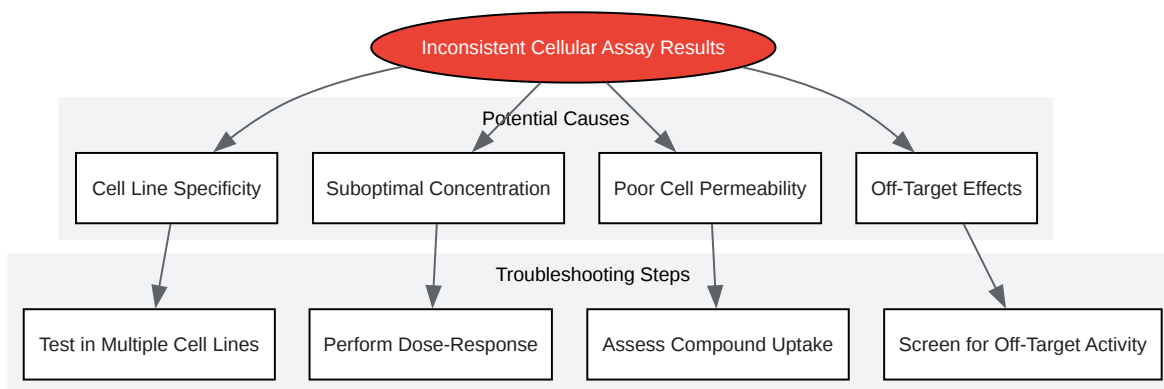 Inconsistent Cellular Assay Results
Potential Causes
Cell Line Specificity
Suboptimal Concentration
Poor Cell Permeability
Off-Target Effects
Troubleshooting Steps
Test in Multiple Cell Lines
Perform Dose-Response
Assess Compound Uptake
Screen for Off-Target Activity